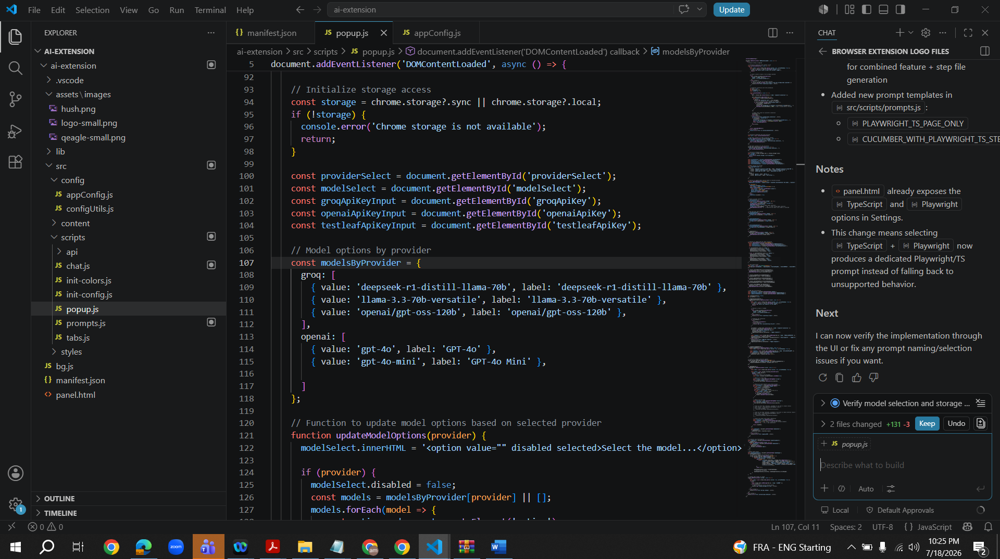 File Edit Selection View Go Run Terminal Help
ai-extension
Update
EXPLORER
AI-EXTENSION
ai-extension
.vscode
assets\images
hush.png
logo-small.png
qeagle-small.png
lib
src
config
JS appConfig.js
JS configUtils.js
content
scripts
api
JS chat.js
JS init-colors.js
JS init-config.js
JS popup.js
JS prompts.js
JS tabs.js
styles
JS bg.js
{} manifest.json
<> panel.html
OUTLINE
TIMELINE
{} manifest.json
JS popup.js
JS appConfig.js
ai-extension > src > scripts > JS popup.js > document.addEventListener('DOMContentLoaded') callback > modelsByProvider
5 document.addEventListener('DOMContentLoaded', async () => {
92
93 // Initialize storage access
94 const storage = chrome.storage?.sync || chrome.storage?.local;
95 if (!storage) {
96 console.error('Chrome storage is not available');
97 return;
98 }
99
100 const providerSelect = document.getElementById('providerSelect');
101 const modelSelect = document.getElementById('modelSelect');
102 const groqApiKeyInput = document.getElementById('groqApiKey');
103 const openaiApiKeyInput = document.getElementById('openaiApiKey');
104 const testleafApiKeyInput = document.getElementById('testleafApiKey');
105
106 // Model options by provider
107 const modelsByProvider = {
108 groq: [
109 { value: 'deepseek-r1-distill-llama-70b', label: 'deepseek-r1-distill-llama-70b' },
110 { value: 'llama-3.3-70b-versatile', label: 'llama-3.3-70b-versatile' },
111 { value: 'openai/gpt-oss-120b', label: 'openai/gpt-oss-120b' },
112 ],
113 openai: [
114 { value: 'gpt-4o', label: 'GPT-4o' },
115 { value: 'gpt-4o-mini', label: 'GPT-4o Mini' },
116
117 ]
118 };
119
120 // Function to update model options based on selected provider
121 function updateModelOptions(provider) {
122 modelSelect.innerHTML = '<option value="" disabled selected>Select the model...</option>
123
124 if (provider) {
125 modelSelect.disabled = false;
126 const models = modelsByProvider[provider] || [];
127 models.forEach(model => {
CHAT
BROWSER EXTENSION LOGO FILES
for combined feature + step file
generation
Added new prompt templates in
src/scripts/prompts.js :
PLAYWRIGHT_TS_PAGE_ONLY
CUCUMBER_WITH_PLAYWRIGHT_TS_STE
Notes
panel.html already exposes the
TypeScript and Playwright
options in Settings.
This change means selecting
TypeScript + Playwright now
produces a dedicated Playwright/TS
prompt instead of falling back to
unsupported behavior.
Next
I can now verify the implementation through
the UI or fix any prompt naming/selection
issues if you want.
Verify model selection and storage ...
2 files changed +131 -3 Keep Undo
+ JS popup.js
Describe what to build
Auto
Local Default Approvals
1
0 0
Ln 107, Col 11 Spaces: 2 UTF-8 {} JavaScript
zoom
am
FRA - ENG Starting
10:25 PM
7/18/2026
2